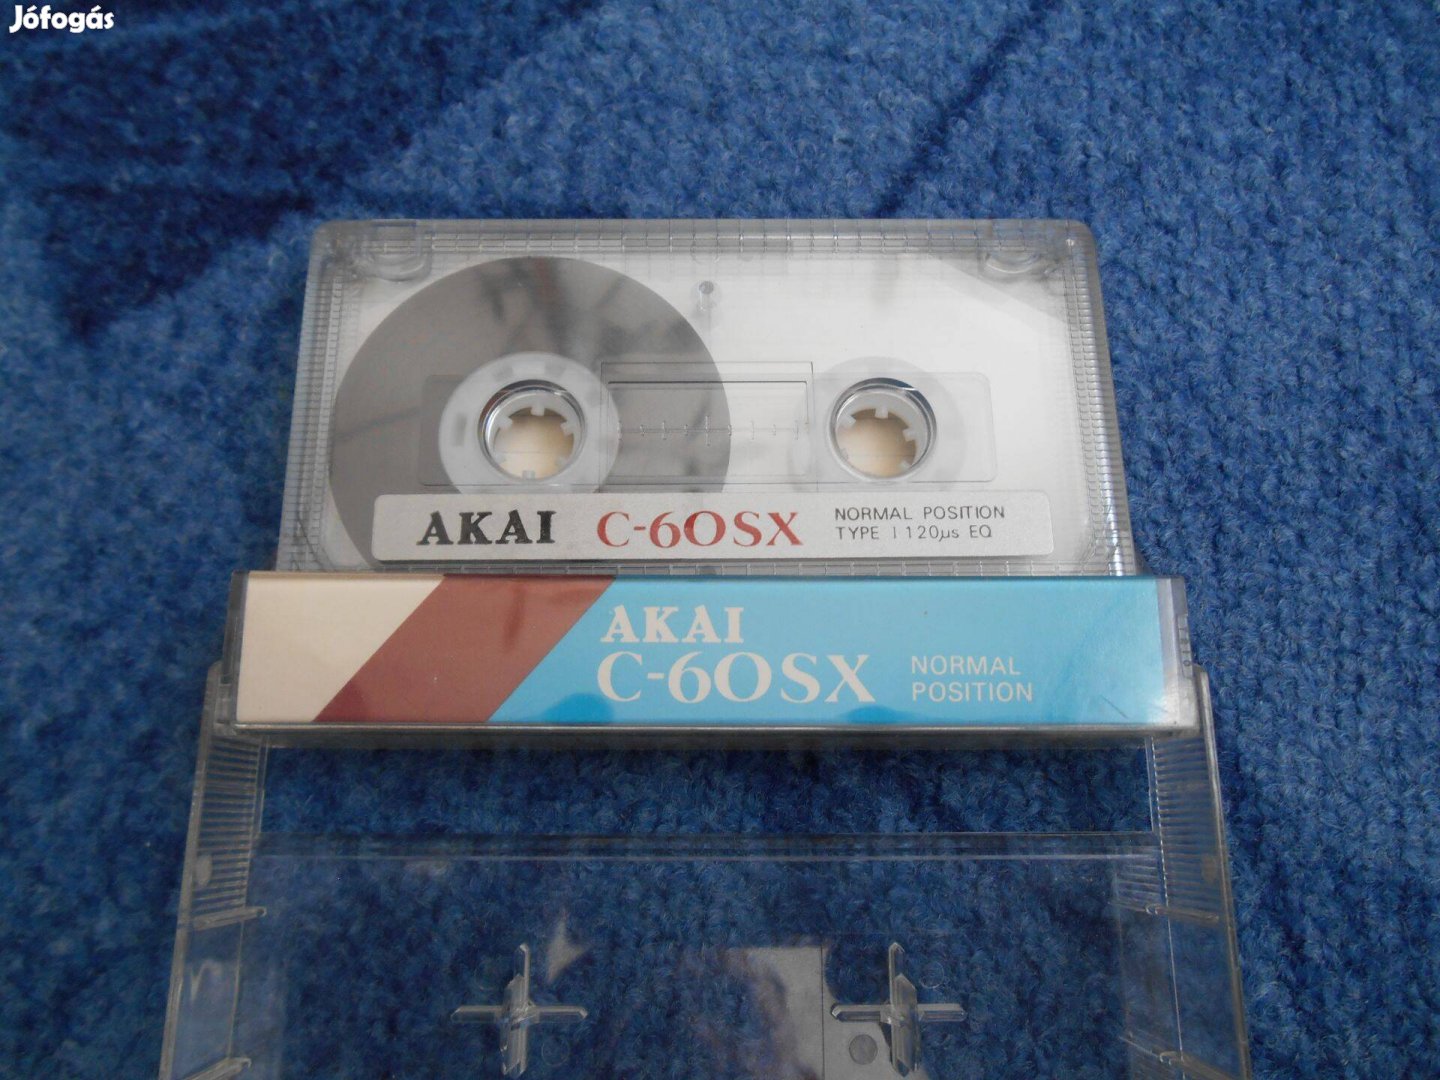 Jófogás
AKAI C-60SX NORMAL POSITION
TYPE I 120µs EQ
AKAI
C-60SX NORMAL
POSITION